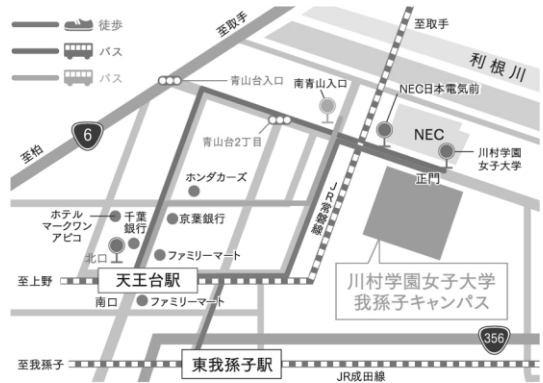 徒歩
バス
バス
至取手
至取手
利根川
青山台入口
南青山入口
NEC日本電気前
6
至柏
青山台2丁目
NEC
川村学園
女子大学
正門
ホンダカーズ
JR常磐線
ホテル
マークワン
アビコ
千葉
銀行
京葉銀行
北口
ファミリーマート
至上野
天王台駅
川村学園女子大学
我孫子キャンパス
南口
ファミリーマート
356
至我孫子
東我孫子駅
JR成田線